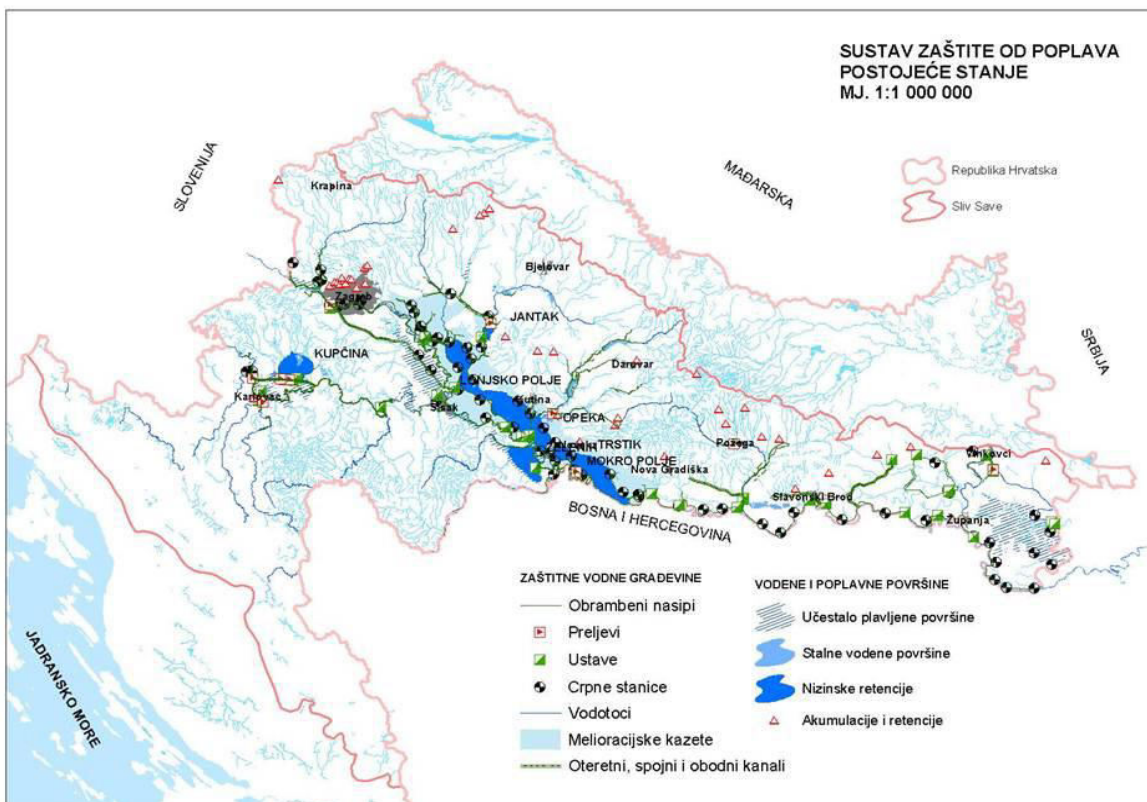 SUSTAV ZAŠTITE OD POPLAVA
POSTOJEĆE STANJE
MJ. 1:1 000 000
SLOVENIJA
MAĐARSKA
Republika Hrvatska
Sliv Save
SRBIJA
Krapina
Bjelovar
Zagreb
JANTAK
KUPČINA
Daruvar
Karlovac
LONJSKO POLJE
Kutina
Sisak
OPEKA
TRSTIK
Požega
MOKRO POLJE
Nova Gradiška
Vinkovci
Slavonski Brod
Županja
BOSNA I HERCEGOVINA
JADRANSKO MORE
ZAŠTITNE VODNE GRAĐEVINE
Obrambeni nasipi
Preljevi
Ustave
Crpne stanice
Vodotoci
Melioracijske kazete
Oteretni, spojni i obodni kanali
VODENE I POPLAVNE POVRŠINE
Učestalo plavljene površine
Stalne vodene površine
Nizinske retencije
Akumulacije i retencije